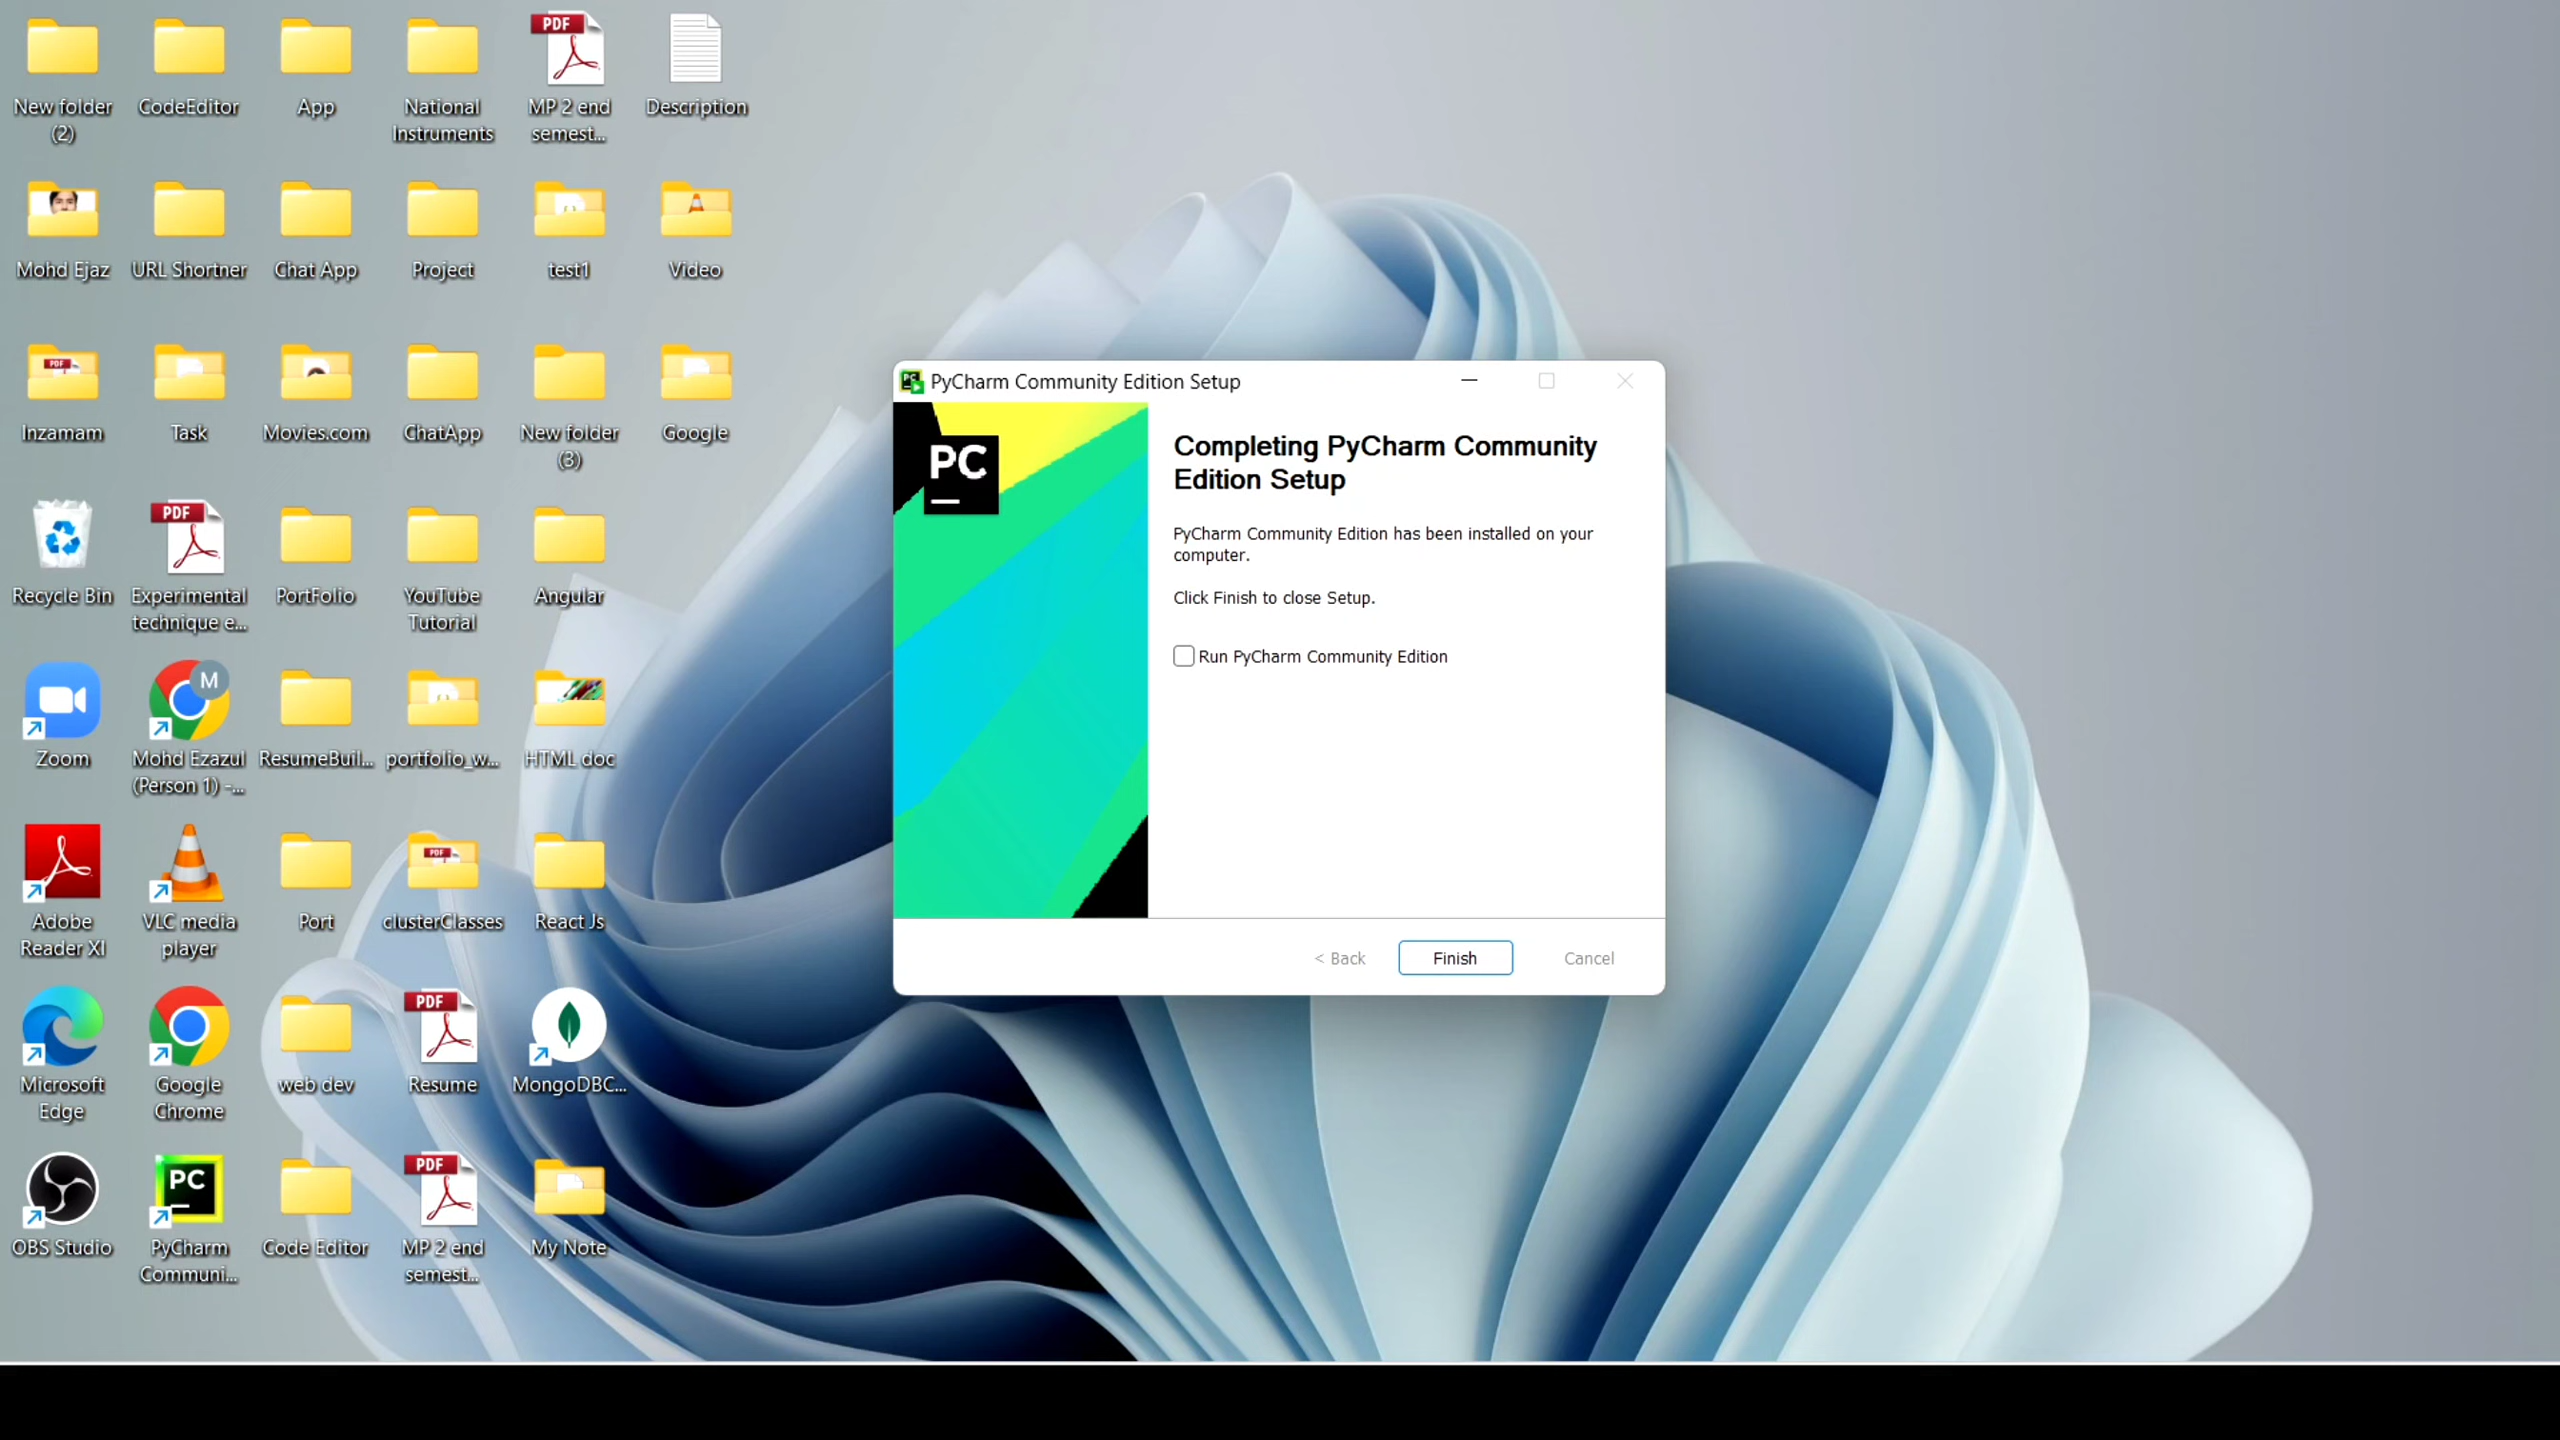 New folder
(2)
CodeEditor
App
National
Instruments
PDF
MP 2 end
semest...
Description
Mohd Ejaz
URL Shortner
Chat App
Project
test1
Video
PDF
Inzamam
Task
Movies.com
ChatApp
New folder
(3)
Google
Recycle Bin
PDF
Experimental
technique e...
PortFolio
YouTube
Tutorial
Angular
Zoom
M
Mohd Ezazul
(Person 1) -...
ResumeBuil...
portfolio_w...
HTML doc
Adobe
Reader XI
VLC media
player
Port
PDF
clusterClasses
React Js
Microsoft
Edge
Google
Chrome
web dev
PDF
Resume
MongoDBC...
OBS Studio
PC
PyCharm
Communi...
Code Editor
PDF
MP 2 end
semest...
My Note
PC
PyCharm Community Edition Setup
PC
Completing PyCharm Community
Edition Setup
PyCharm Community Edition has been installed on your
computer.
Click Finish to close Setup.
Run PyCharm Community Edition
< Back
Finish
Cancel